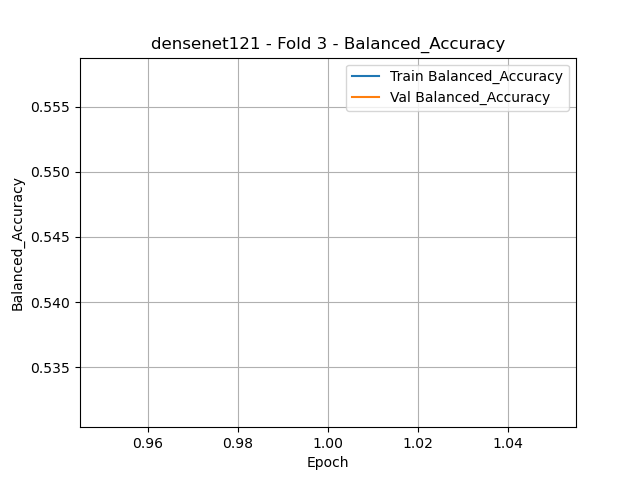 densenet121 - Fold 3 - Balanced_Accuracy
Train Balanced_Accuracy
Val Balanced_Accuracy
0.555
0.550
0.545
0.540
0.535
Balanced_Accuracy
0.96 0.98 1.00 1.02 1.04
Epoch